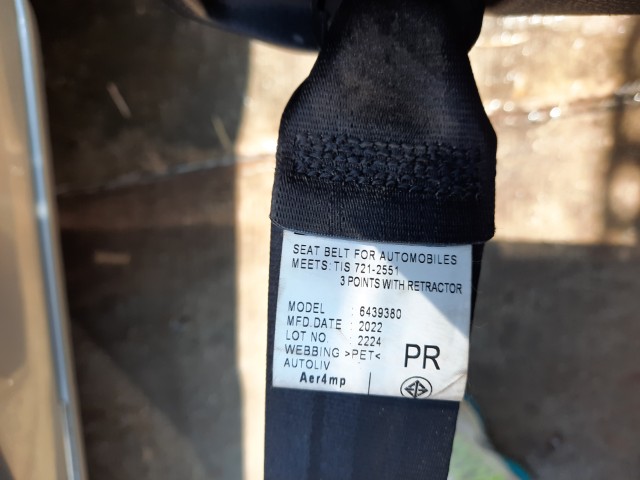 SEAT BELT FOR AUTOMOBILES
MEETS: TIS 721-2551
3 POINTS WITH RETRACTOR
MODEL : 6439380
MFD.DATE : 2022
LOT NO : 2224
WEBBING >PET<
PR
AUTOLIV
Aer4mp